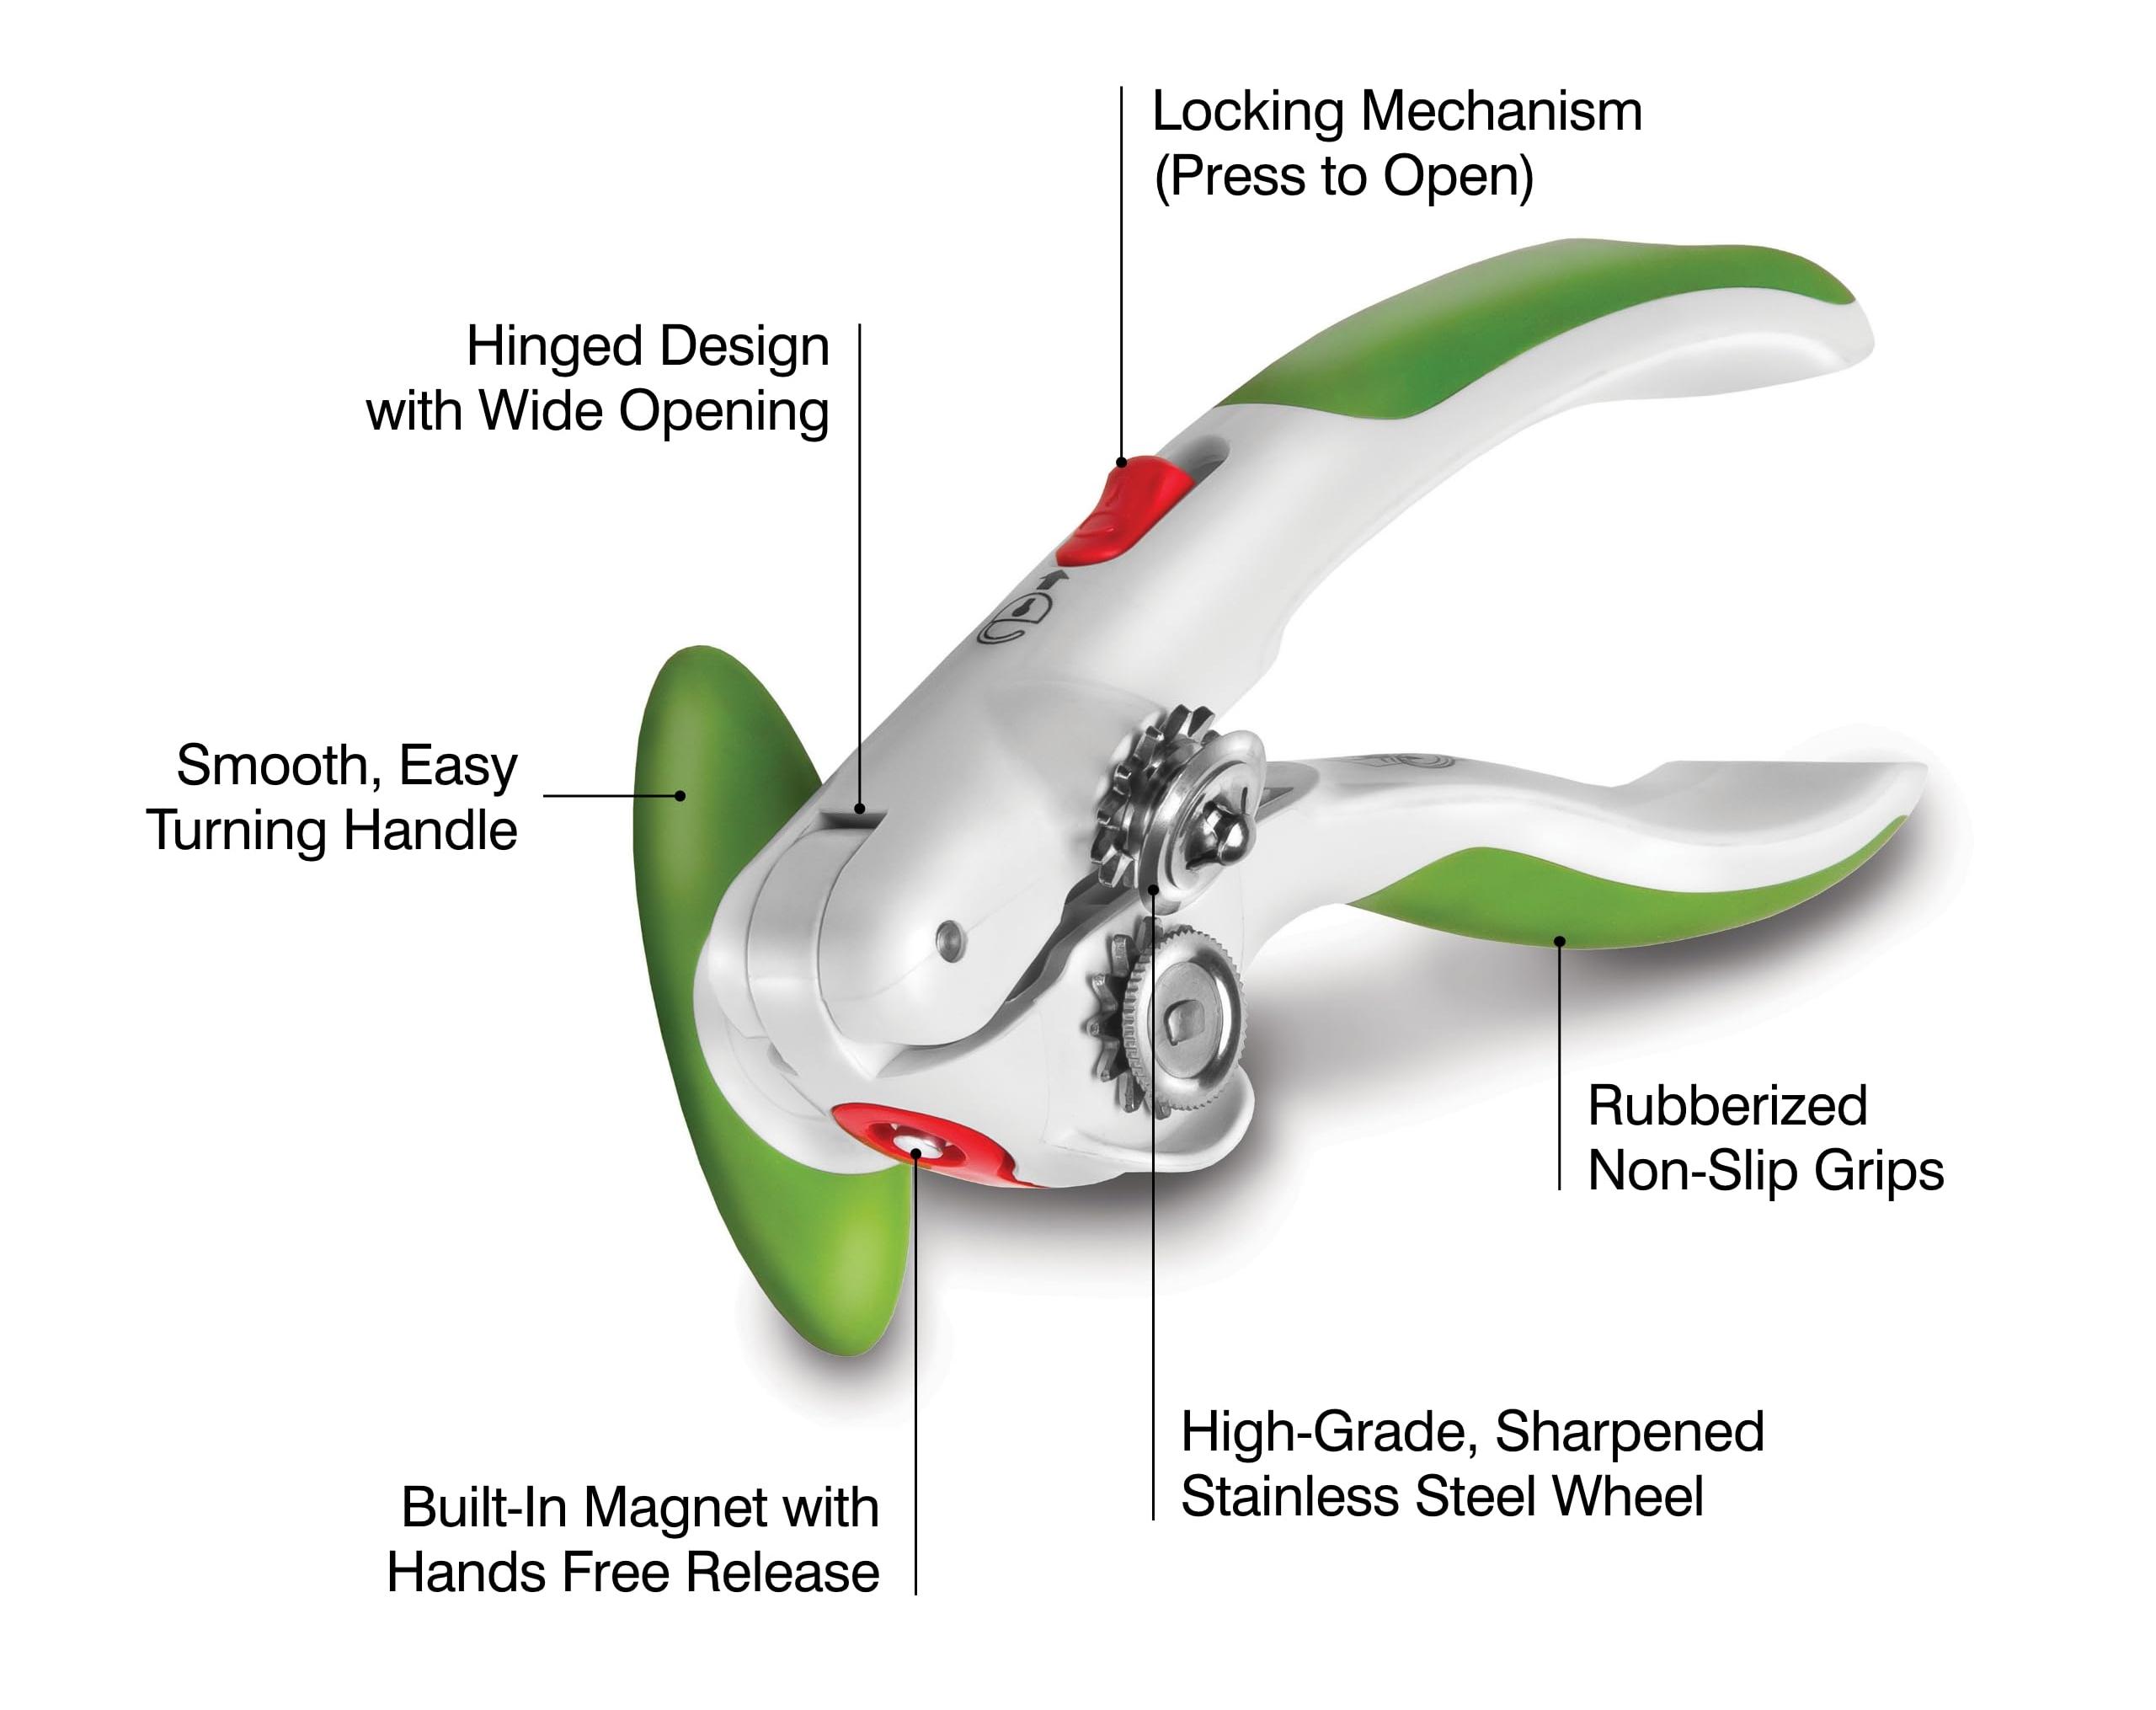 Locking Mechanism
(Press to Open)
Hinged Design
with Wide Opening
Smooth, Easy
Turning Handle
Rubberized
Non-Slip Grips
High-Grade, Sharpened
Stainless Steel Wheel
Built-In Magnet with
Hands Free Release